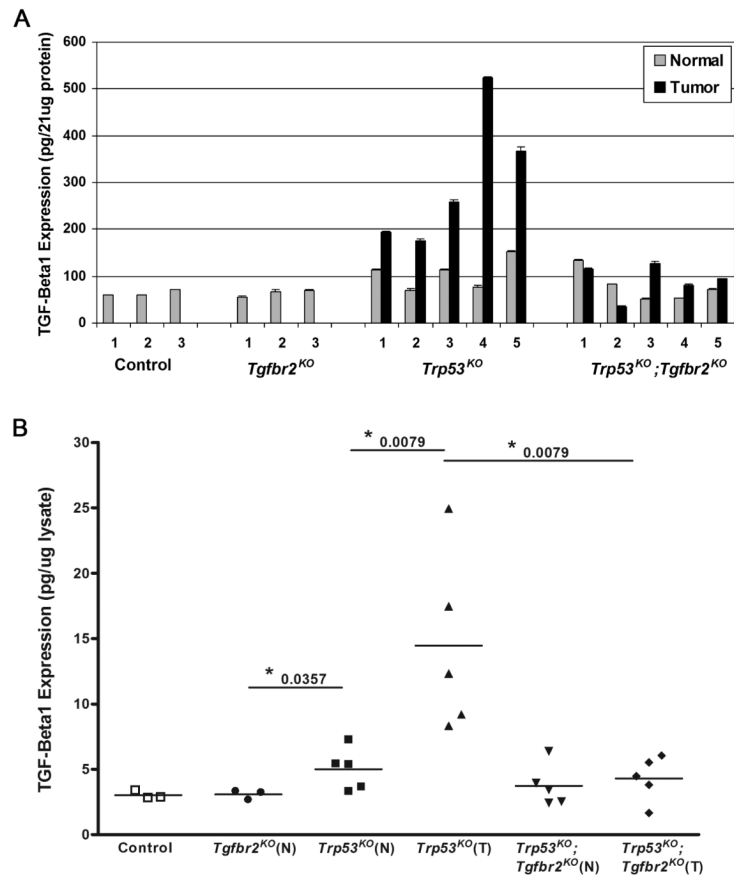 A
TGF-Beta1 Expression (pg/21ug protein)
600
500
400
300
200
100
0
Normal
Tumor
1 2 3 1 2 3 1 2 3 4 5 1 2 3 4 5
Control Tgfbr2KO Trp53KO Trp53KO;Tgfbr2KO
B
TGF-Beta1 Expression (pg/ug lysate)
30
25
20
15
10
5
0
* 0.0079
* 0.0079
* 0.0357
Control Tgfbr2KO(N) Trp53KO(N) Trp53KO(T) Trp53KO; Trp53KO;
Tgfbr2KO(N) Tgfbr2KO(T)